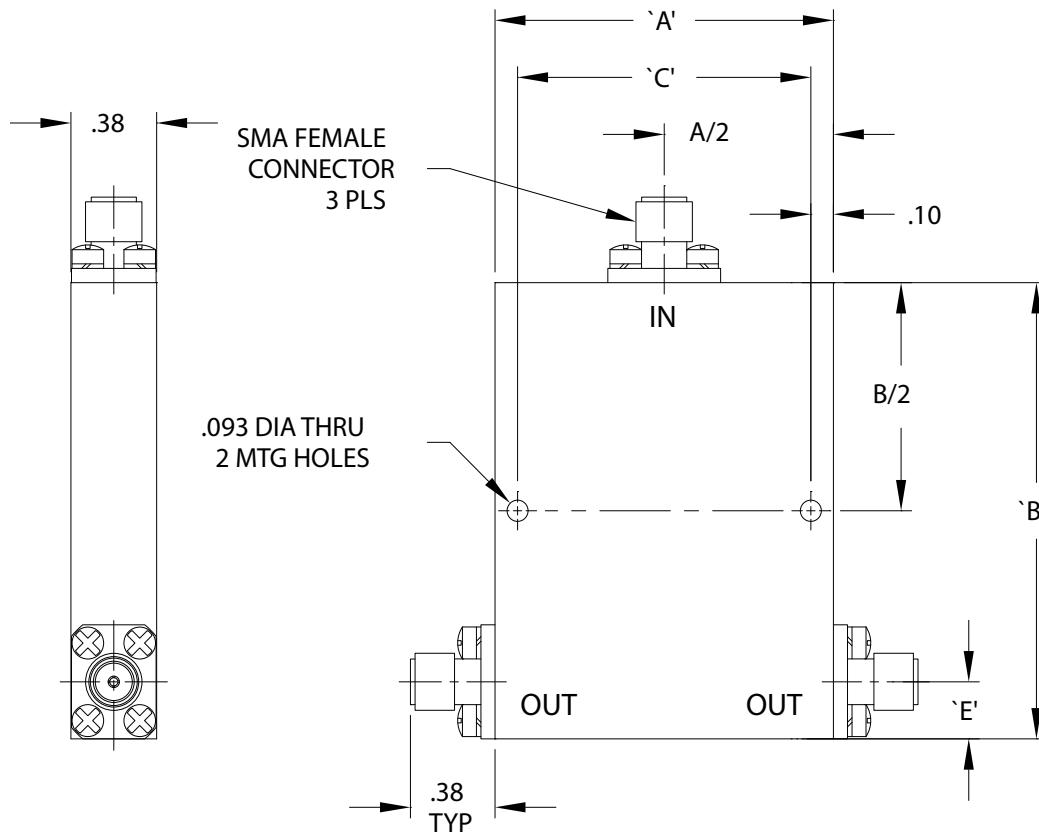 `A'
`C'
.38
A/2
SMA FEMALE
CONNECTOR
3 PLS
.10
IN
B/2
.093 DIA THRU
2 MTG HOLES
`B
OUT
OUT
`E'
.38
TYP